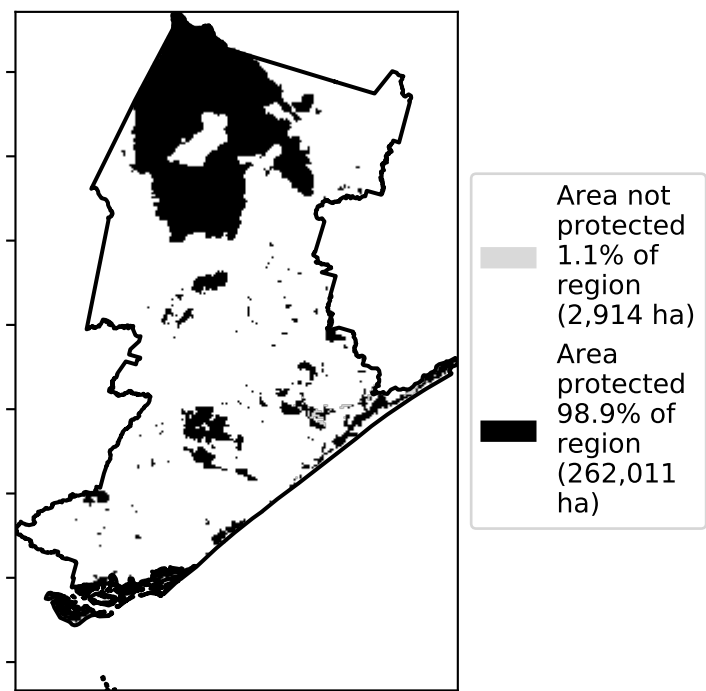 Area not
protected
1.1% of
region
(2,914 ha)
Area
protected
98.9% of
region
(262,011
ha)